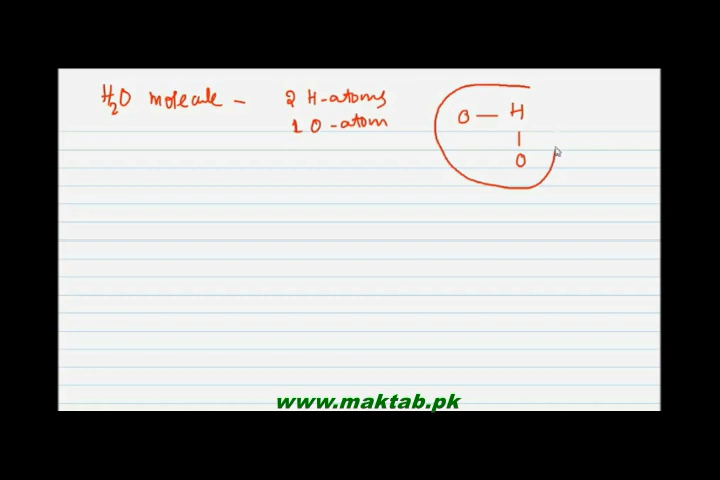 H2O molecule - 2 H-atoms
1 O-atom
O — H
|
O
www.maktab.pk